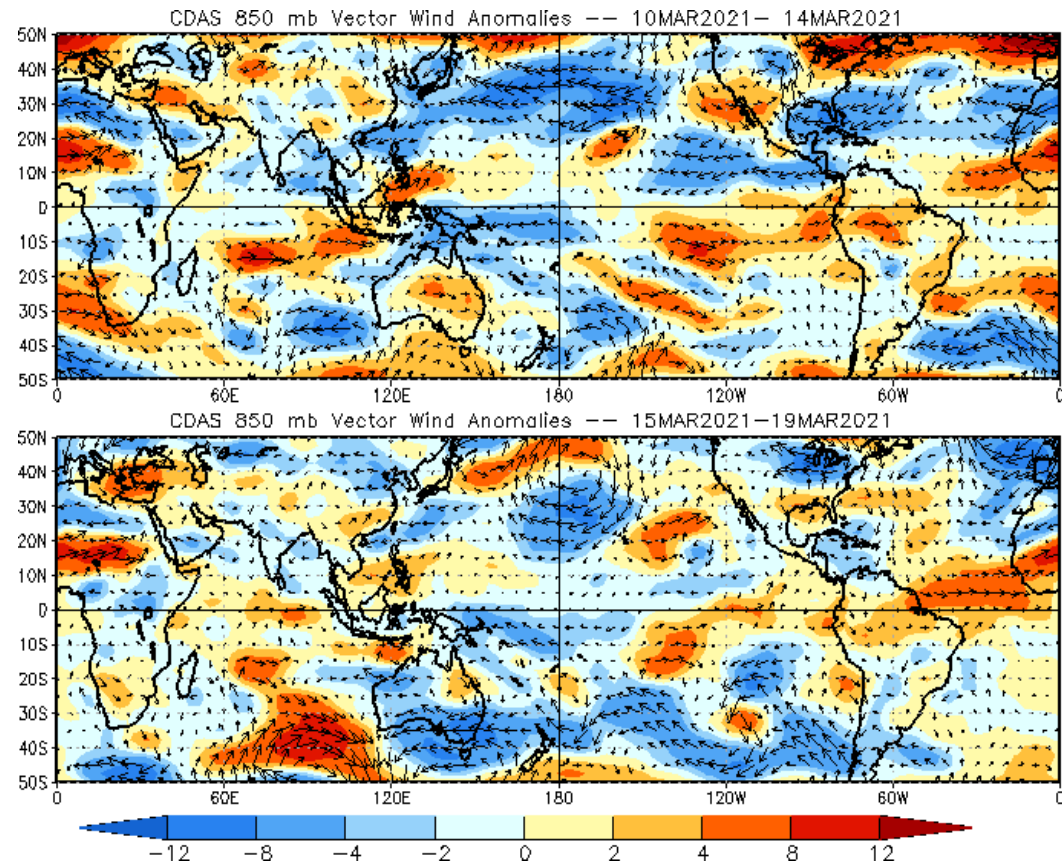 CDAS 850 mb Vector Wind Anomalies -- 10MAR2021- 14MAR2021
50N
40N
30N
20N
10N
0
10S
20S
30S
40S
50S
0 60E 120E 180 120W 60W 0
CDAS 850 mb Vector Wind Anomalies -- 15MAR2021-19MAR2021
50N
40N
30N
20N
10N
0
10S
20S
30S
40S
50S
0 60E 120E 180 120W 60W 0
-12 -8 -4 -2 0 2 4 8 12